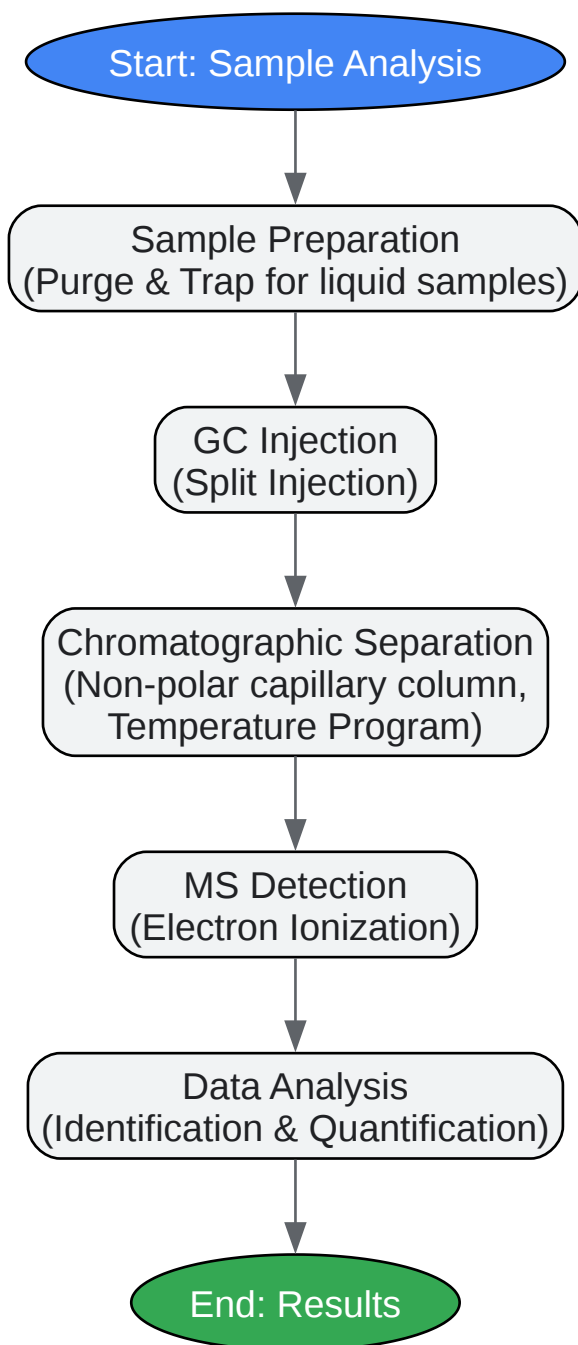 Start: Sample Analysis
Sample Preparation
(Purge & Trap for liquid samples)
GC Injection
(Split Injection)
Chromatographic Separation
(Non-polar capillary column,
Temperature Program)
MS Detection
(Electron Ionization)
Data Analysis
(Identification & Quantification)
End: Results